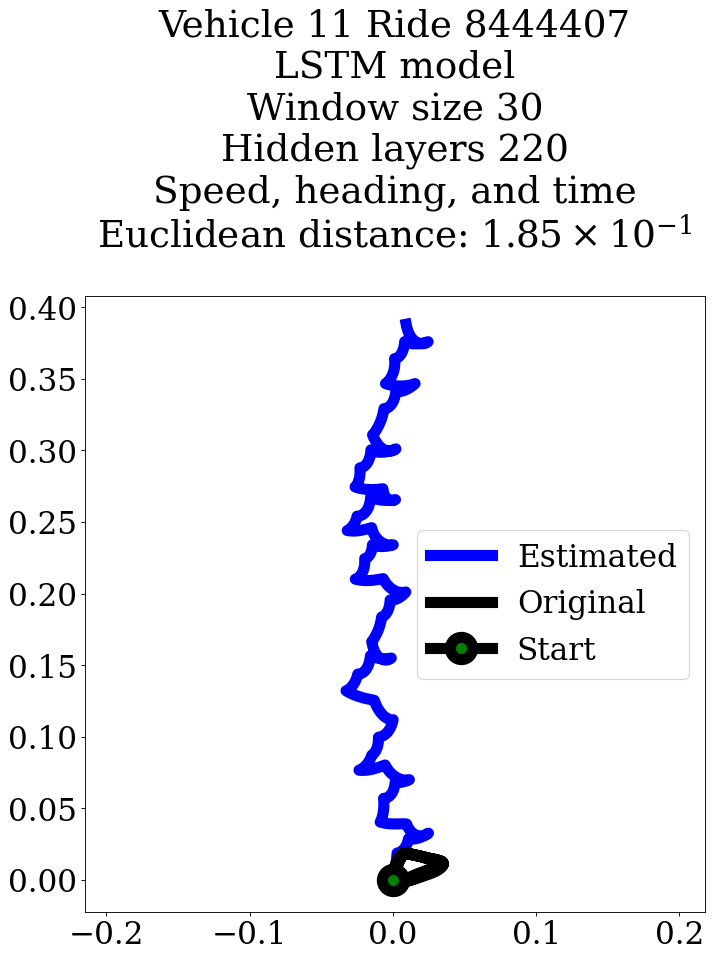 Vehicle 11 Ride 8444407
LSTM model
Window size 30
Hidden layers 220
Speed, heading, and time
Euclidean distance: 1.85 × 10⁻¹
0.40
0.35
0.30
0.25
0.20
0.15
0.10
0.05
0.00
Estimated
Original
Start
−0.2 −0.1 0.0 0.1 0.2